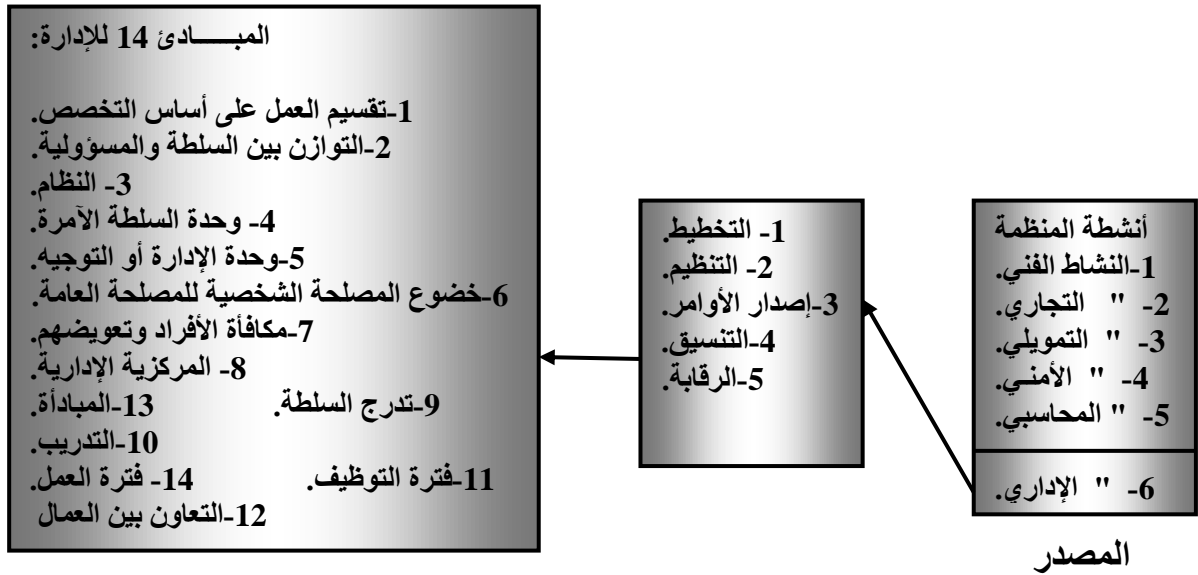 أنشطة المنظمة
1-النشاط الفني.
2- " التجاري.
3- " التمويلي.
4- " الأمني.
5- " المحاسبي.
6- " الإداري.
المصدر
1- التخطيط.
2- التنظيم.
3-إصدار الأوامر.
4-التنسيق.
5-الرقابة.
المبـــــادئ 14 للإدارة:
1-تقسيم العمل على أساس التخصص.
2-التوازن بين السلطة والمسؤولية.
3- النظام.
4- وحدة السلطة الآمرة.
5-وحدة الإدارة أو التوجيه.
6-خضوع المصلحة الشخصية للمصلحة العامة.
7-مكافأة الأفراد وتعويضهم.
8- المركزية الإدارية.
9-تدرج السلطة. 13-المبادأة.
10-التدريب.
11-فترة التوظيف. 14- فترة العمل.
12-التعاون بين العمال